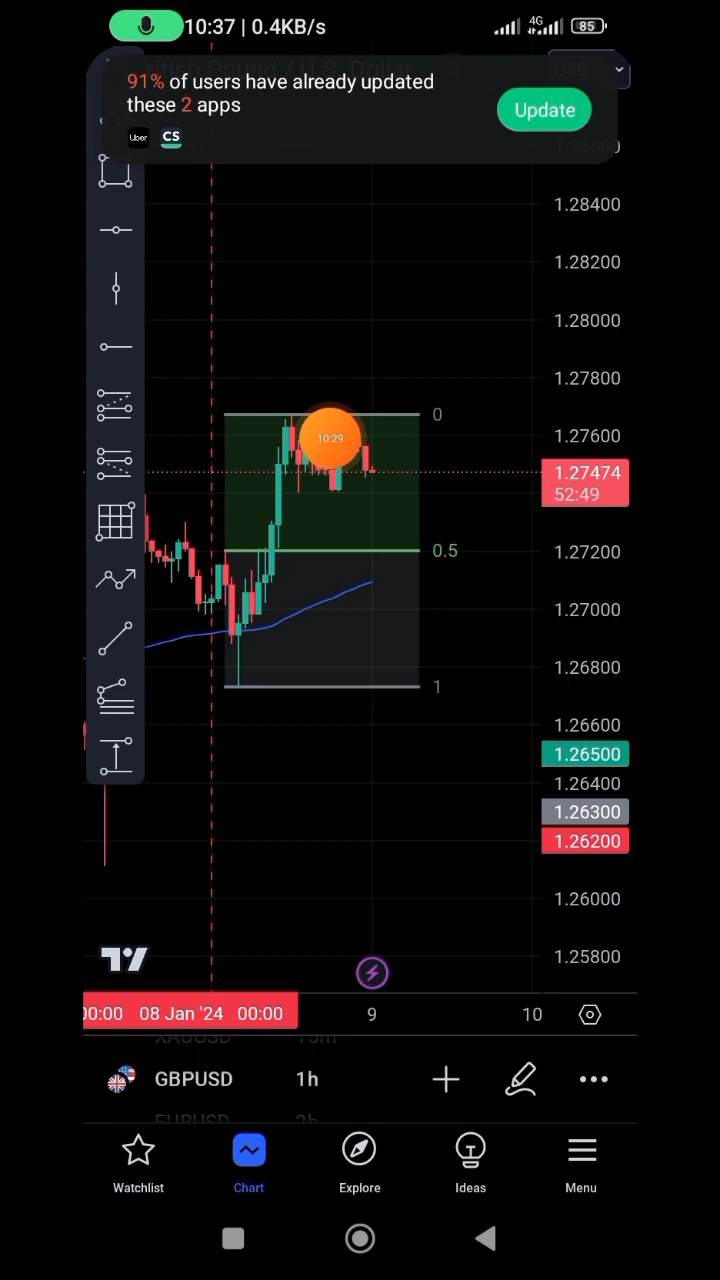 10:37 | 0.4KB/s
4G
85
British Pound / U.S. Dollar
USD
91% of users have already updated
these 2 apps
Update
Uber
CS
1.28600
1.28400
1.28200
1.28000
1.27800
0
1.27600
10:29
1.27474
52:49
0.5
1.27200
1.27000
1.26800
1
1.26600
1.26500
1.26400
1.26300
1.26200
1.26000
1.25800
00:00
08 Jan '24 00:00
9
10
XAUUSD 15m
GBPUSD 1h
EURUSD 2h
Watchlist
Chart
Explore
Ideas
Menu